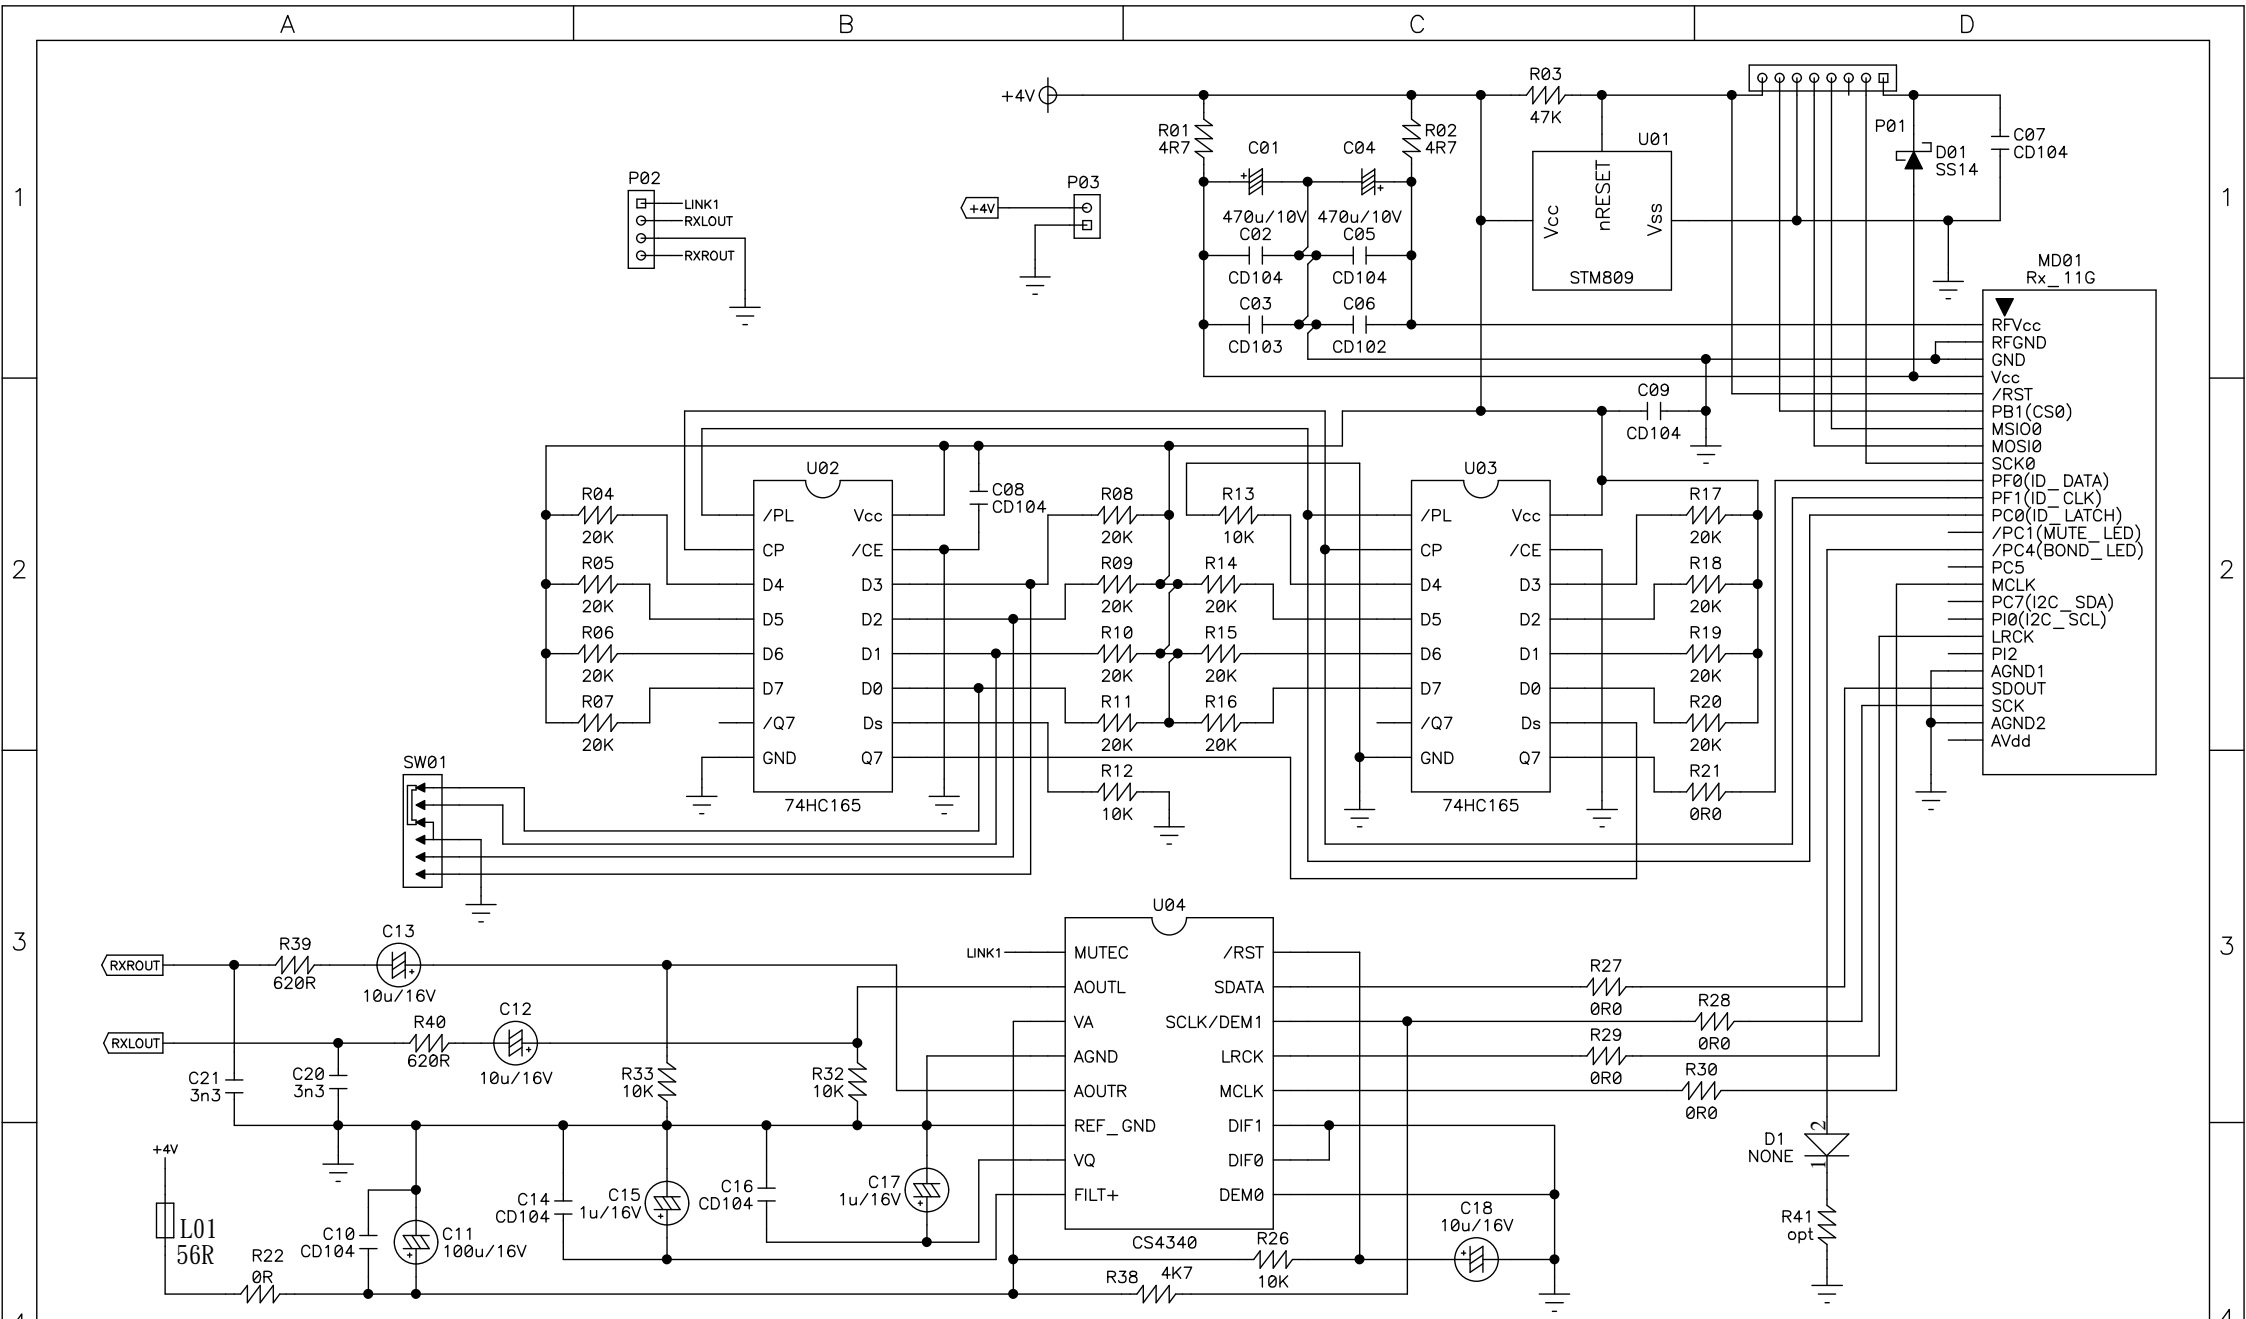 A B C D
1 1
2 2
3 3
4 4
+4V
R01
4R7
C01
C04
R02
4R7
R03
47K
U01
nRESET
Vcc
Vss
STM809
P01
D01
SS14
C07
CD104
P02
LINK1
RXLOUT
RXROUT
P03
+4V
470u/10V 470u/10V
C02
CD104
C05
CD104
C03
CD103
C06
CD102
MD01
Rx_11G
RFVcc
RFGND
GND
Vcc
/RST
PB1(CS0)
MSIO0
MOSI0
SCK0
PF0(ID_DATA)
PF1(ID_CLK)
PC0(ID_LATCH)
/PC1(MUTE_LED)
/PC4(BOND_LED)
PC5
MCLK
PC7(I2C_SDA)
PI0(I2C_SCL)
LRCK
PI2
AGND1
SDOUT
SCK
AGND2
AVdd
C09
CD104
R04
20K
R05
20K
R06
20K
R07
20K
U02
/PL
CP
D4
D5
D6
D7
/Q7
GND
Vcc
/CE
D3
D2
D1
D0
Ds
Q7
74HC165
C08
CD104
R08
20K
R09
20K
R10
20K
R11
20K
R12
10K
R13
10K
R14
20K
R15
20K
R16
20K
U03
/PL
CP
D4
D5
D6
D7
/Q7
GND
Vcc
/CE
D3
D2
D1
D0
Ds
Q7
74HC165
R17
20K
R18
20K
R19
20K
R20
20K
R21
0R0
SW01
RXROUT
R39
620R
C13
10u/16V
RXLOUT
R40
620R
C12
10u/16V
C21
3n3
C20
3n3
R33
10K
R32
10K
LINK1
U04
MUTEC
AOUTL
VA
AGND
AOUTR
REF_GND
VQ
FILT+
/RST
SDATA
SCLK/DEM1
LRCK
MCLK
DIF1
DIF0
DEM0
CS4340
R27
0R0
R28
0R0
R29
0R0
R30
0R0
+4V
L01
56R
R22
0R
C10
CD104
C11
100u/16V
C14
CD104
C15
1u/16V
C16
CD104
C17
1u/16V
R26
10K
R38
4K7
C18
10u/16V
2
D1
NONE
1
R41
opt